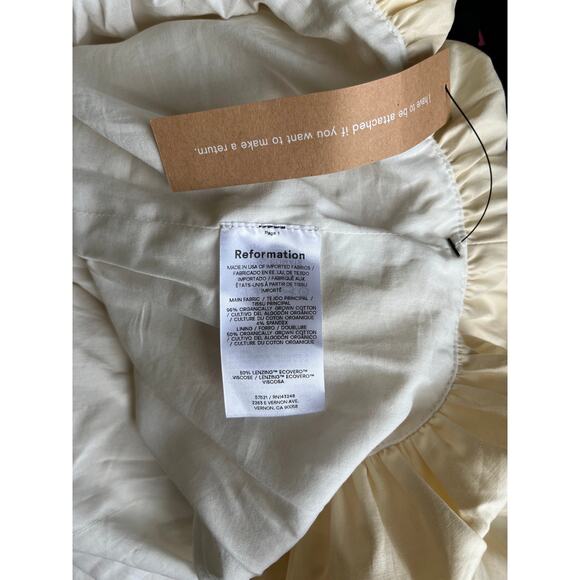 I have to be attached if you want to make a return.
Page 1
Reformation
MADE IN USA OF IMPORTED FABRICS /
FABRICADO EN EE. UU. DE TEJIDO
IMPORTADO / FABRIQUÉ AUX
ÉTATS-UNIS À PARTIR DE TISSU
IMPORTÉ
MAIN FABRIC / TEJIDO PRINCIPAL /
TISSU PRINCIPAL
96% ORGANICALLY GROWN COTTON
/ CULTIVO DEL ALGODÓN ORGÁNICO
/ CULTURE DU COTON ORGANIQUE
4% SPANDEX
LINING / FORRO / DOUBLURE
50% ORGANICALLY GROWN COTTON
/ CULTIVO DEL ALGODÓN ORGÁNICO
/ CULTURE DU COTON ORGANIQUE
50% LENZING™ ECOVERO™
VISCOSE / LENZING™ ECOVERO™
VISCOSA
57521 / RN143248
2263 E VERNON AVE.
VERNON, CA 90058